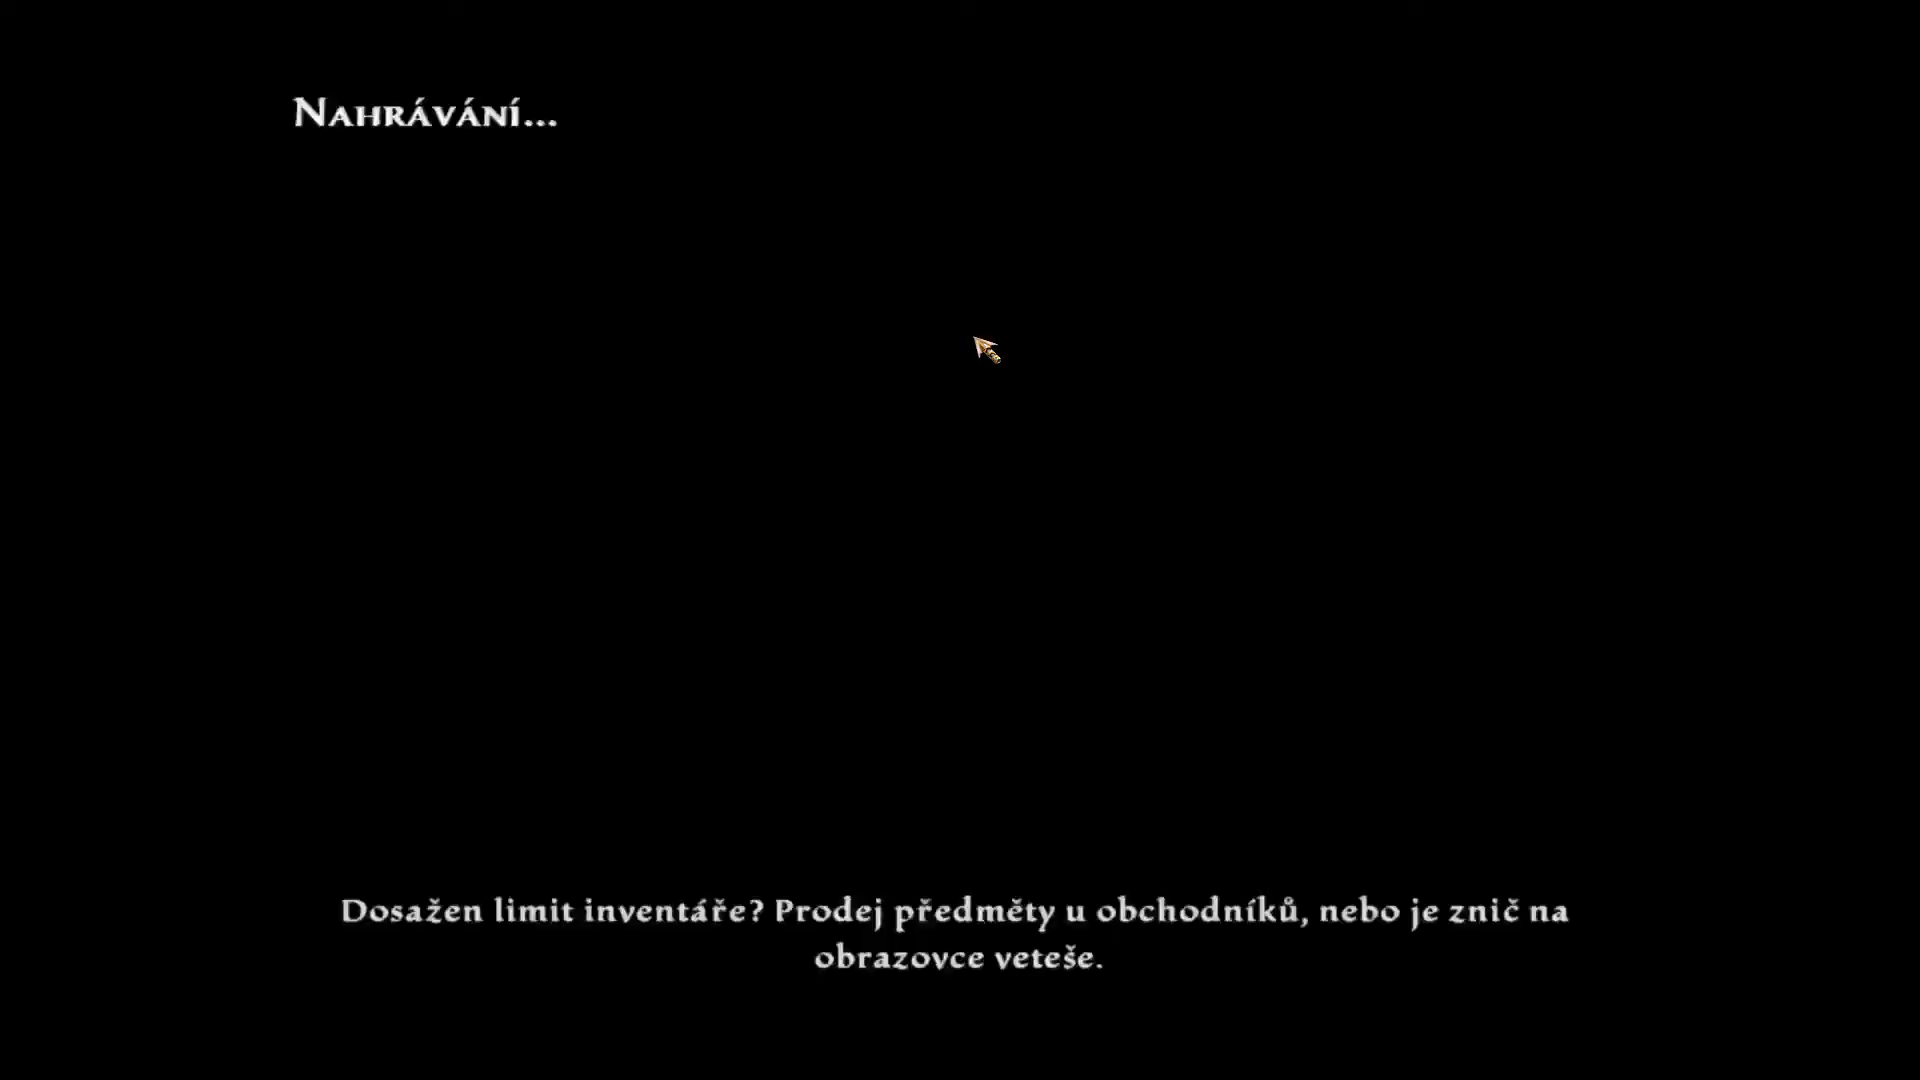 Nahrávání...
Dosažen limit inventáře? Prodej předměty u obchodníků, nebo je znič na
obrazovce veteše.